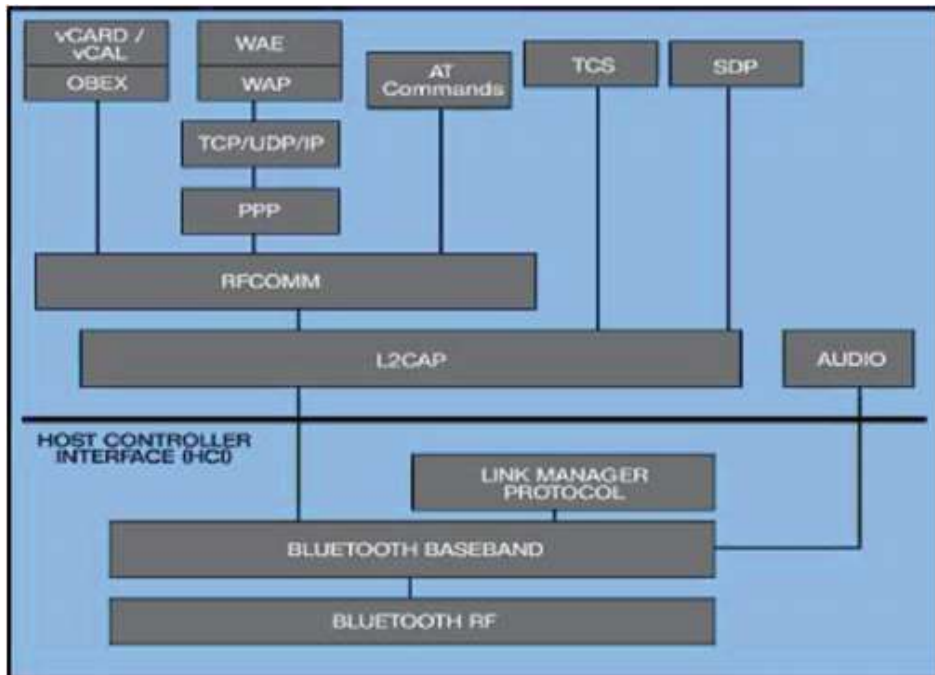 vCARD /
vCAL
OBEX
WAE
WAP
AT
Commands
TCS
SDP
TCP/UDP/IP
PPP
RFCOMM
L2CAP
AUDIO
HOST CONTROLLER
INTERFACE (HCI)
LINK MANAGER
PROTOCOL
BLUETOOTH BASEBAND
BLUETOOTH RF